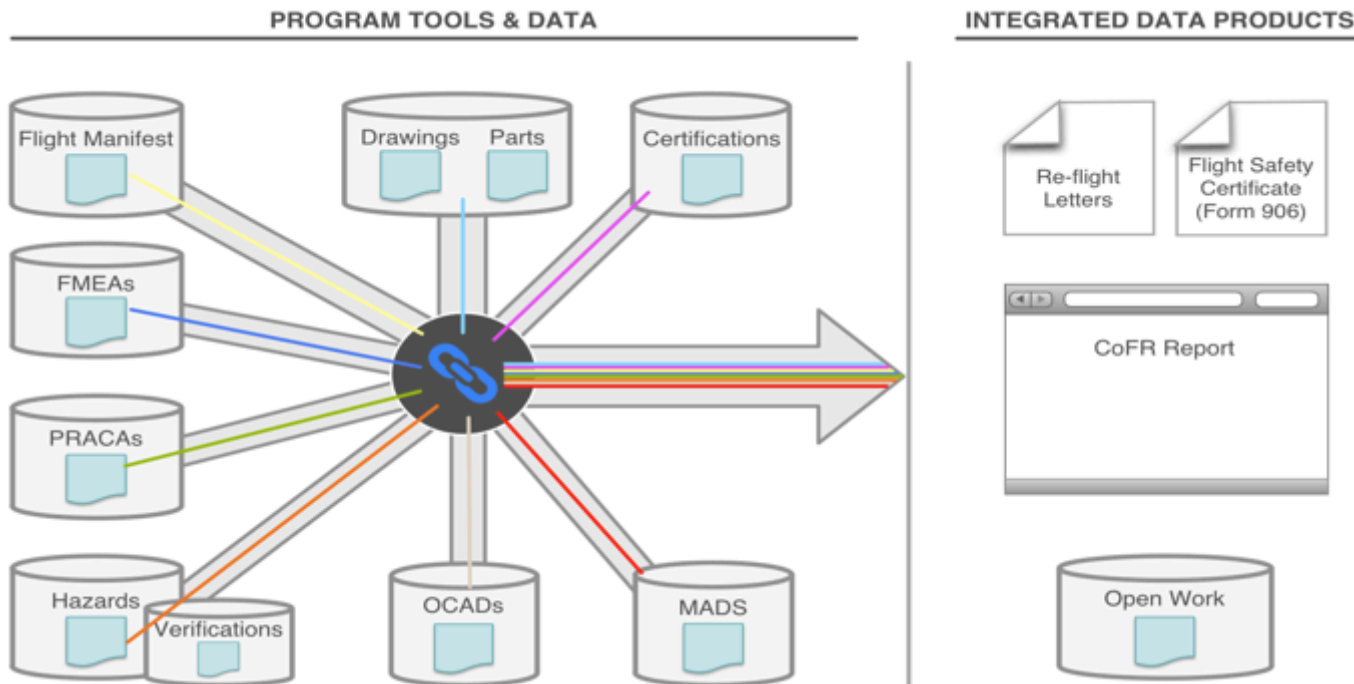 PROGRAM TOOLS & DATA
INTEGRATED DATA PRODUCTS
Flight Manifest
Drawings
Parts
Certifications
FMEAs
PRACAs
Hazards
Verifications
OCADs
MADS
Re-flight
Letters
Flight Safety
Certificate
(Form 906)
CoFR Report
Open Work